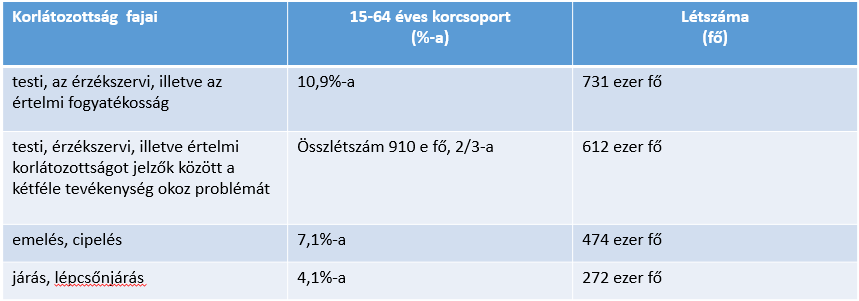 Korlátozottság fajai
15-64 éves korcsoport
(%-a)
Létszáma
(fő)
testi, az érzékszervi, illetve az
értelmi fogyatékosság
10,9%-a
731 ezer fő
testi, érzékszervi, illetve értelmi
korlátozottságot jelzők között a
kétféle tevékenység okoz problémát
Összlétszám 910 e fő, 2/3-a
612 ezer fő
emelés, cipelés
7,1%-a
474 ezer fő
járás, lépcsőnjárás
4,1%-a
272 ezer fő